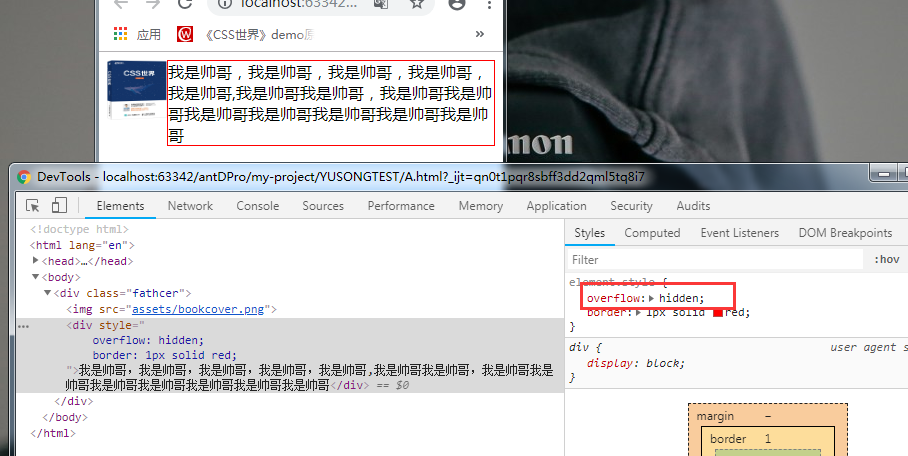 localhost:63342...
应用
《CSS世界》demo
»
CSS世界
我是帅哥，我是帅哥，我是帅哥，我是帅哥，
我是帅哥,我是帅哥我是帅哥，我是帅哥我是帅
哥我是帅哥我是帅哥我是帅哥我是帅哥我是帅
哥
anon
DevTools - localhost:63342/antDPro/my-project/YUSONGTEST/A.html?_ijt=qn0t1pqr8sbff3dd2qml5tq8i7
Elements Network Console Sources Performance Memory Application Security Audits
<!doctype html>
<html lang="en">
<head>…</head>
<body>
<div class="fathcer">
<img src="assets/bookcover.png">
<div style="
overflow: hidden;
border: 1px solid red;
">我是帅哥，我是帅哥，我是帅哥，我是帅哥，我是帅哥,我是帅哥我是帅哥，我是帅哥我是
帅哥我是帅哥我是帅哥我是帅哥我是帅哥我是帅哥</div> == $0
</div>
</body>
</html>
Styles Computed Event Listeners DOM Breakpoints
Filter :hov
element.style {
overflow: hidden;
border: 1px solid red;
}
div { user agent s
display: block;
}
margin –
border 1